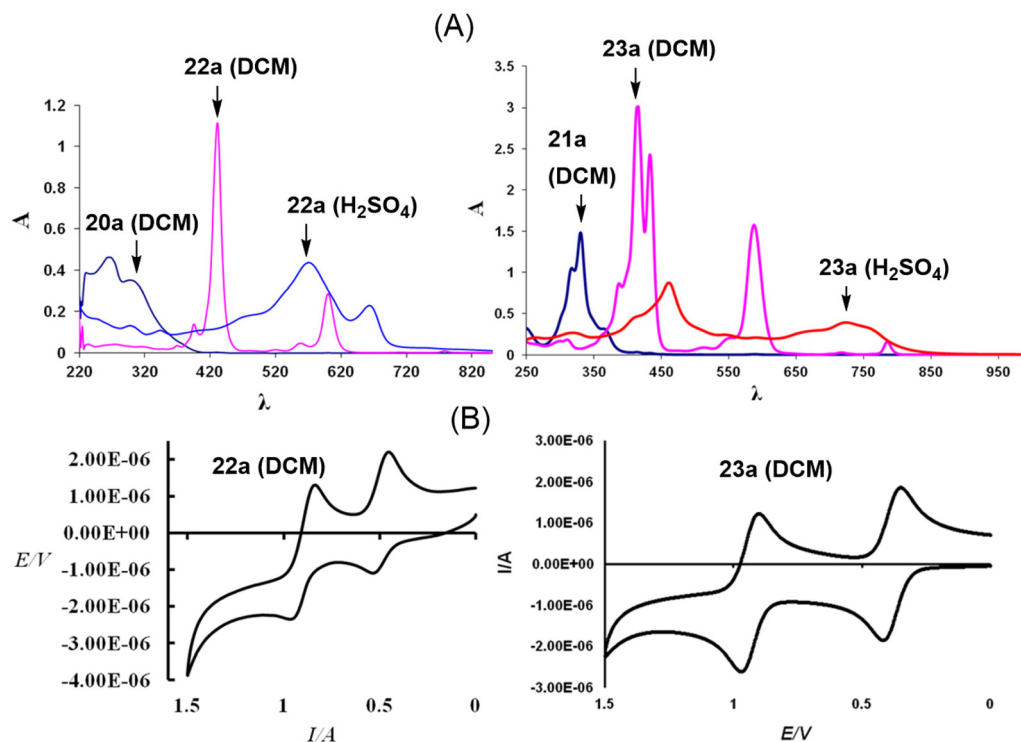 (A)
22a (DCM)
20a (DCM)
22a (H₂SO₄)
A
1.2
1
0.8
0.6
0.4
0.2
0
220 320 420 520 620 720 820
λ
23a (DCM)
21a
(DCM)
23a (H₂SO₄)
A
3.5
3
2.5
2
1.5
1
0.5
0
250 350 450 550 650 750 850 950
λ
(B)
22a (DCM)
2.00E-06
1.00E-06
0.00E+00
-1.00E-06
-2.00E-06
-3.00E-06
-4.00E-06
E/V
1.5 1 0.5 0
I/A
23a (DCM)
3.00E-06
2.00E-06
1.00E-06
0.00E+00
-1.00E-06
-2.00E-06
-3.00E-06
I/A
1.5 1 0.5 0
E/V